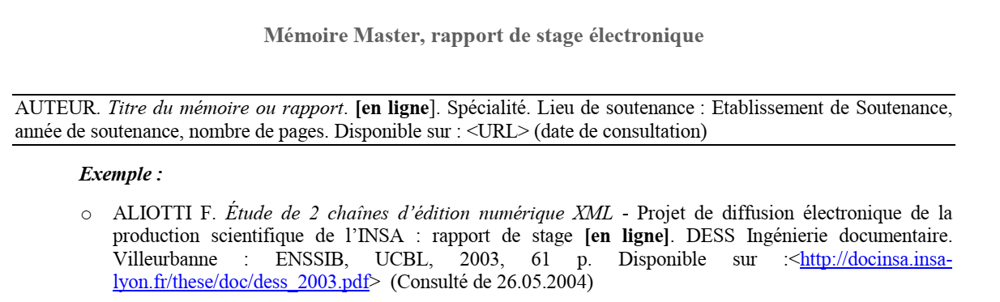 Mémoire Master, rapport de stage électronique
AUTEUR. Titre du mémoire ou rapport. [en ligne]. Spécialité. Lieu de soutenance : Etablissement de Soutenance,
année de soutenance, nombre de pages. Disponible sur : <URL> (date de consultation)
Exemple :
o ALIOTTI F. Étude de 2 chaînes d’édition numérique XML - Projet de diffusion électronique de la
production scientifique de l’INSA : rapport de stage [en ligne]. DESS Ingénierie documentaire.
Villeurbanne : ENSSIB, UCBL, 2003, 61 p. Disponible sur :<http://docinsa.insa-
lyon.fr/these/doc/dess_2003.pdf> (Consulté de 26.05.2004)